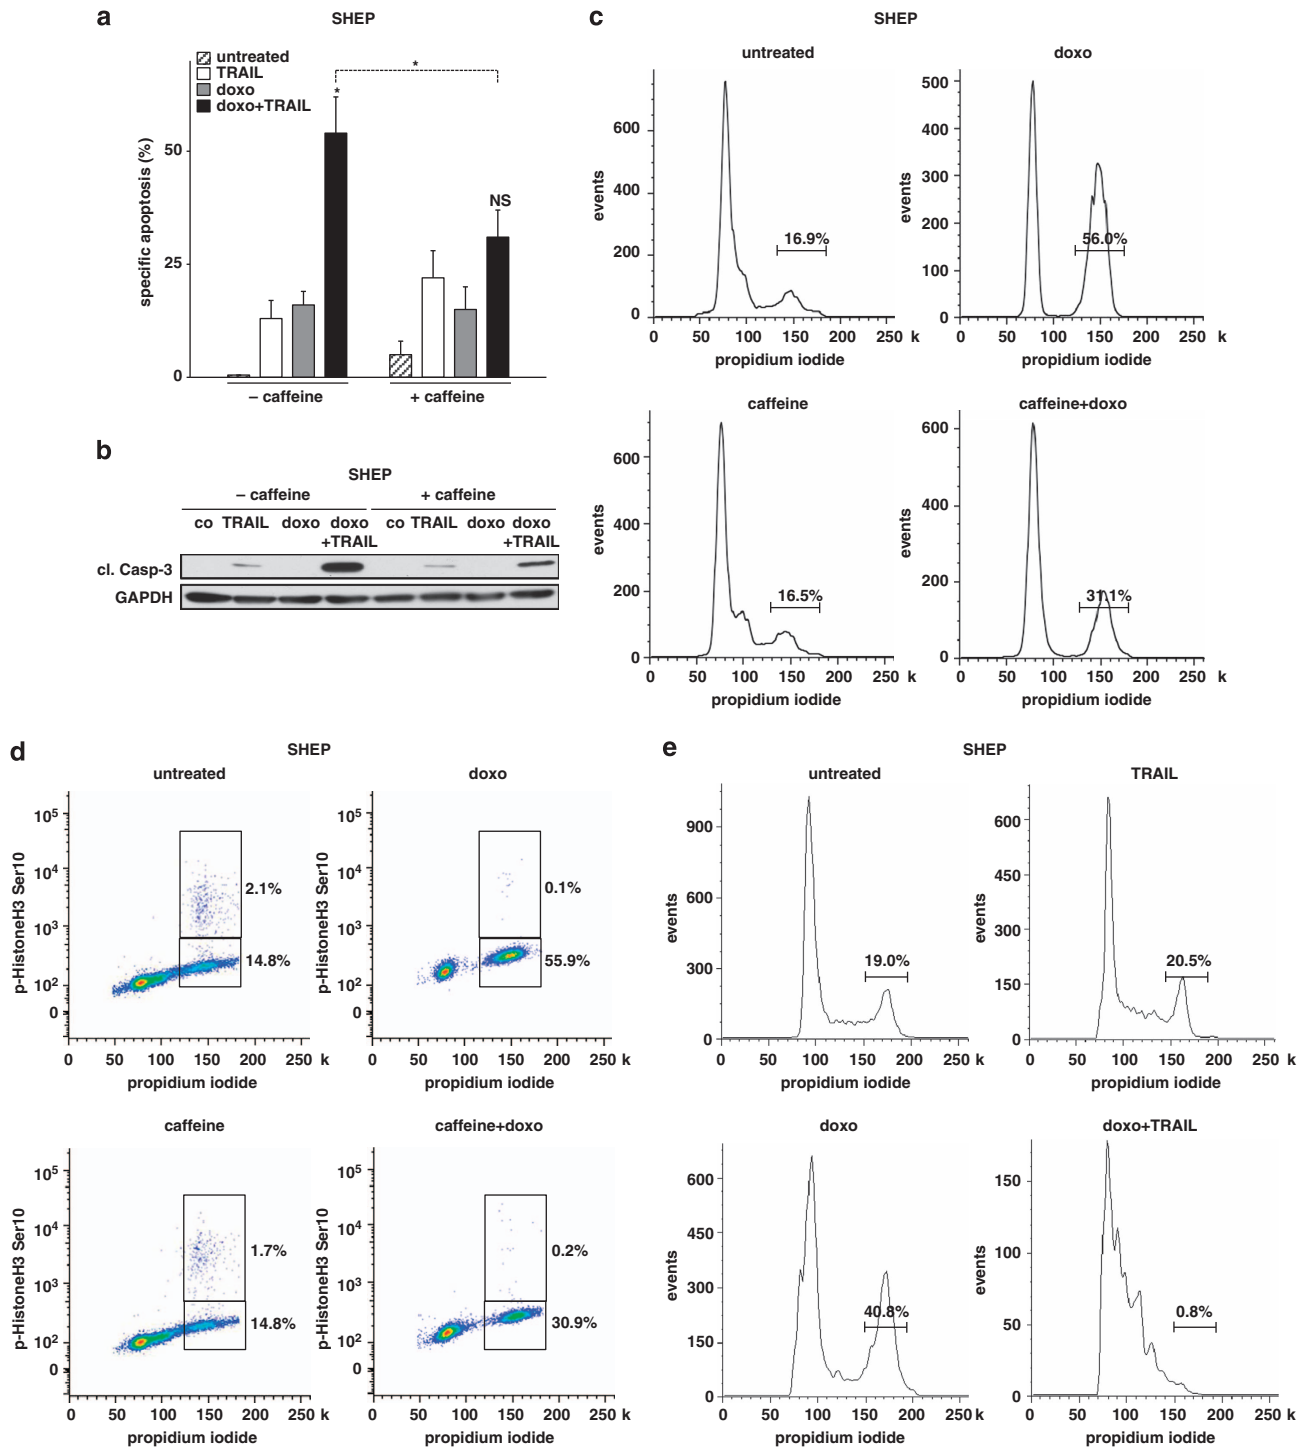 a
SHEP
untreated
TRAIL
doxo
doxo+TRAIL
*
*
NS
specific apoptosis (%)
50
25
0
– caffeine
+ caffeine
b
SHEP
– caffeine
+ caffeine
co TRAIL doxo doxo +TRAIL co TRAIL doxo doxo +TRAIL
cl. Casp-3
GAPDH
c
SHEP
untreated
events
600
400
200
0
16.9%
0 50 100 150 200 250 k
propidium iodide
doxo
events
500
400
300
200
100
0
56.0%
0 50 100 150 200 250 k
propidium iodide
caffeine
events
600
400
200
0
16.5%
0 50 100 150 200 250 k
propidium iodide
caffeine+doxo
events
600
400
200
0
31.1%
0 50 100 150 200 250 k
propidium iodide
d
SHEP
untreated
p-HistoneH3 Ser10
10⁵
10⁴
10³
10²
0
2.1%
14.8%
0 50 100 150 200 250 k
propidium iodide
doxo
p-HistoneH3 Ser10
10⁵
10⁴
10³
10²
0
0.1%
55.9%
0 50 100 150 200 250 k
propidium iodide
caffeine
p-HistoneH3 Ser10
10⁵
10⁴
10³
10²
0
1.7%
14.8%
0 50 100 150 200 250 k
propidium iodide
caffeine+doxo
p-HistoneH3 Ser10
10⁵
10⁴
10³
10²
0
0.2%
30.9%
0 50 100 150 200 250 k
propidium iodide
e
SHEP
untreated
events
900
600
300
0
19.0%
0 50 100 150 200 250 k
propidium iodide
TRAIL
events
600
450
300
150
0
20.5%
0 50 100 150 200 250 k
propidium iodide
doxo
events
600
450
300
150
0
40.8%
0 50 100 150 200 250 k
propidium iodide
doxo+TRAIL
events
150
100
50
0
0.8%
0 50 100 150 200 250 k
propidium iodide